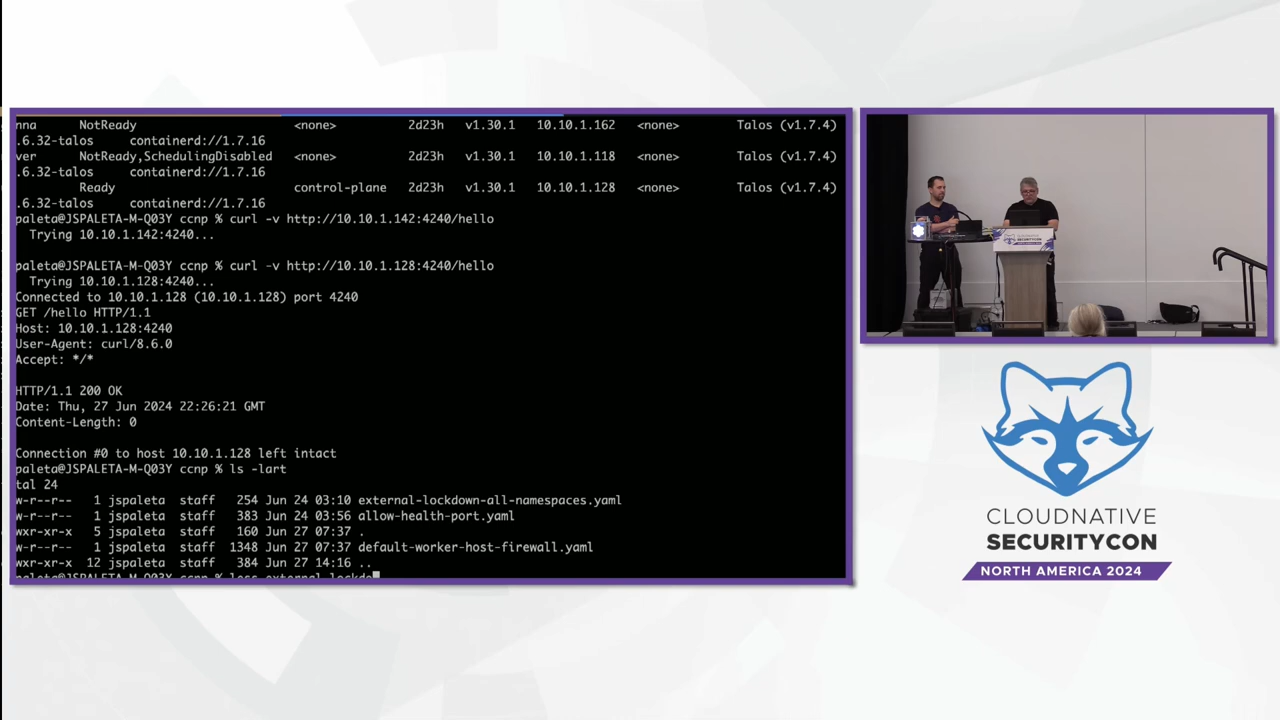 nna NotReady <none> 2d23h v1.30.1 10.10.1.162 <none> Talos (v1.7.4)
.6.32-talos containerd://1.7.16
ver NotReady,SchedulingDisabled <none> 2d23h v1.30.1 10.10.1.118 <none> Talos (v1.7.4)
.6.32-talos containerd://1.7.16
Ready control-plane 2d23h v1.30.1 10.10.1.128 <none> Talos (v1.7.4)
.6.32-talos containerd://1.7.16
paleta@JSPALETA-M-Q03Y ccnp % curl -v http://10.10.1.142:4240/hello
Trying 10.10.1.142:4240...
paleta@JSPALETA-M-Q03Y ccnp % curl -v http://10.10.1.128:4240/hello
Trying 10.10.1.128:4240...
Connected to 10.10.1.128 (10.10.1.128) port 4240
GET /hello HTTP/1.1
Host: 10.10.1.128:4240
User-Agent: curl/8.6.0
Accept: */*
HTTP/1.1 200 OK
Date: Thu, 27 Jun 2024 22:26:21 GMT
Content-Length: 0
Connection #0 to host 10.10.1.128 left intact
paleta@JSPALETA-M-Q03Y ccnp % ls -lart
tal 24
w-r--r-- 1 jspaleta staff 254 Jun 24 03:10 external-lockdown-all-namespaces.yaml
w-r--r-- 1 jspaleta staff 383 Jun 24 03:56 allow-health-port.yaml
wxr-xr-x 5 jspaleta staff 160 Jun 27 07:37 .
w-r--r-- 1 jspaleta staff 1348 Jun 27 07:37 default-worker-host-firewall.yaml
wxr-xr-x 12 jspaleta staff 384 Jun 27 14:16 ..
paleta@JSPALETA-M-Q03Y ccnp % less external-lockdo
CLOUDNATIVE
SECURITYCON
CLOUDNATIVE
SECURITYCON
NORTH AMERICA 2024